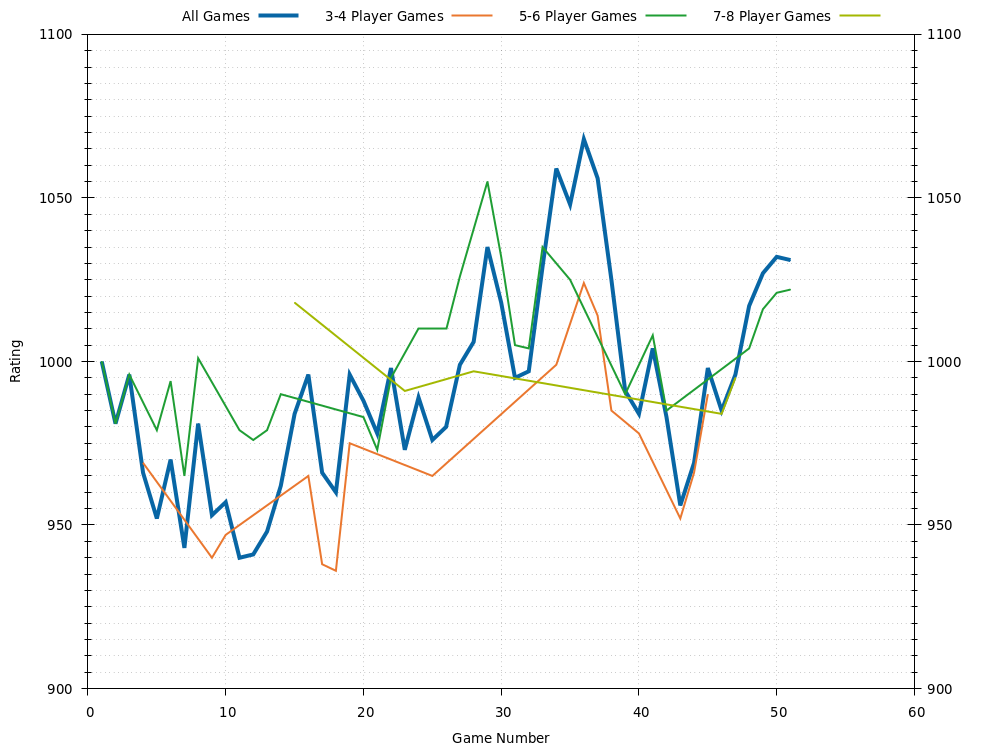 All Games 3-4 Player Games 5-6 Player Games 7-8 Player Games
1100 1100
1050 1050
1000 1000
Rating
950 950
900 900
0 10 20 30 40 50 60
Game Number